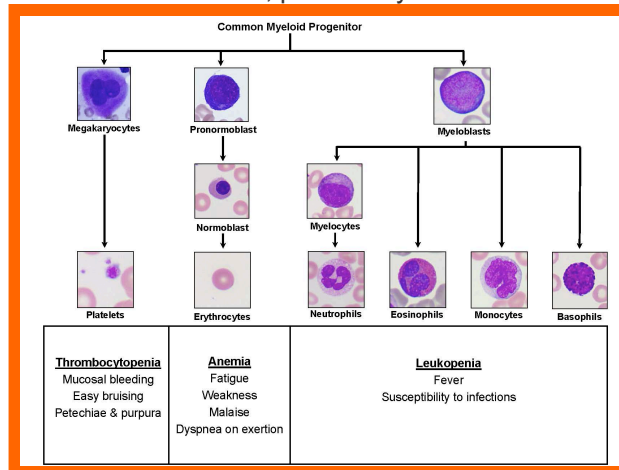 Common Myeloid Progenitor
Megakaryocytes
Pronormoblast
Myeloblasts
Normoblast
Myelocytes
Platelets
Erythrocytes
Neutrophils
Eosinophils
Monocytes
Basophils
Thrombocytopenia
Mucosal bleeding
Easy bruising
Petechiae & purpura
Anemia
Fatigue
Weakness
Malaise
Dyspnea on exertion
Leukopenia
Fever
Susceptibility to infections